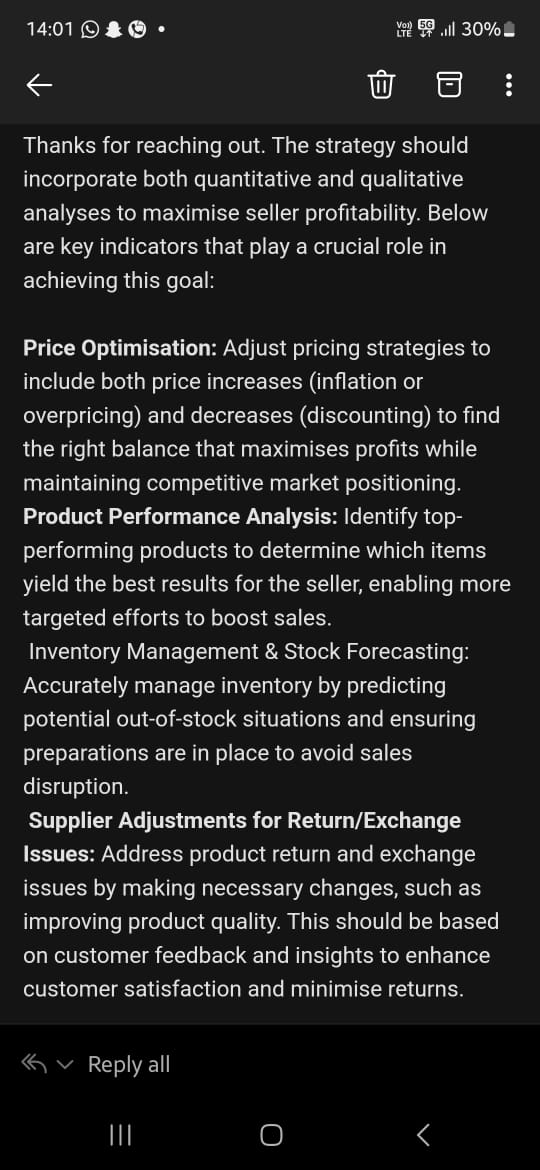 14:01
Vo)) LTE 5G 30%
Thanks for reaching out. The strategy should
incorporate both quantitative and qualitative
analyses to maximise seller profitability. Below
are key indicators that play a crucial role in
achieving this goal:
Price Optimisation: Adjust pricing strategies to
include both price increases (inflation or
overpricing) and decreases (discounting) to find
the right balance that maximises profits while
maintaining competitive market positioning.
Product Performance Analysis: Identify top-
performing products to determine which items
yield the best results for the seller, enabling more
targeted efforts to boost sales.
Inventory Management & Stock Forecasting:
Accurately manage inventory by predicting
potential out-of-stock situations and ensuring
preparations are in place to avoid sales
disruption.
Supplier Adjustments for Return/Exchange
Issues: Address product return and exchange
issues by making necessary changes, such as
improving product quality. This should be based
on customer feedback and insights to enhance
customer satisfaction and minimise returns.
Reply all